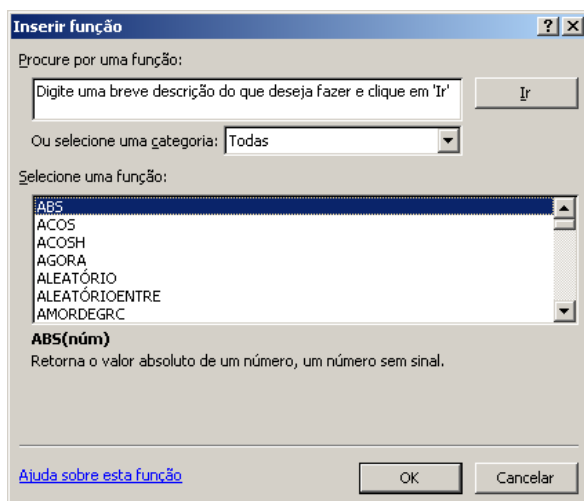 Inserir função
Procure por uma função:
Digite uma breve descrição do que deseja fazer e clique em 'Ir'
Ir
Ou selecione uma categoria: Todas
Selecione uma função:
ABS
ACOS
ACOSH
AGORA
ALEATÓRIO
ALEATÓRIOENTRE
AMORDEGRC
ABS(núm)
Retorna o valor absoluto de um número, um número sem sinal.
Ajuda sobre esta função
OK
Cancelar